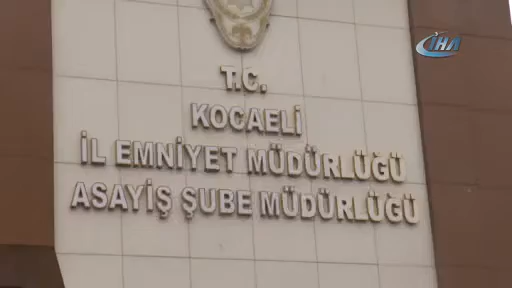 İHA
T.C.
KOCAELİ
İL EMNİYET MÜDÜRLÜĞÜ
ASAYİŞ ŞUBE MÜDÜRLÜĞÜ